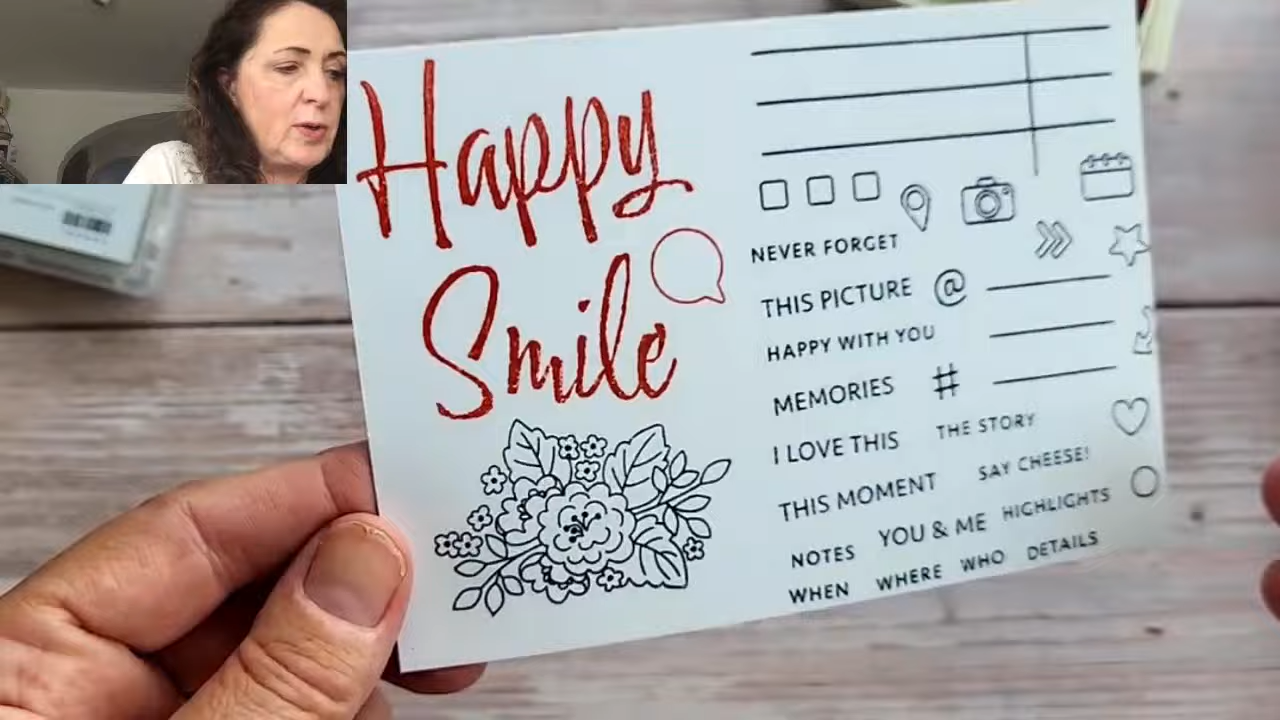 Happy
Smile
NEVER FORGET
THIS PICTURE @
HAPPY WITH YOU
MEMORIES #
I LOVE THIS THE STORY
THIS MOMENT SAY CHEESE!
NOTES YOU & ME HIGHLIGHTS
WHEN WHERE WHO DETAILS